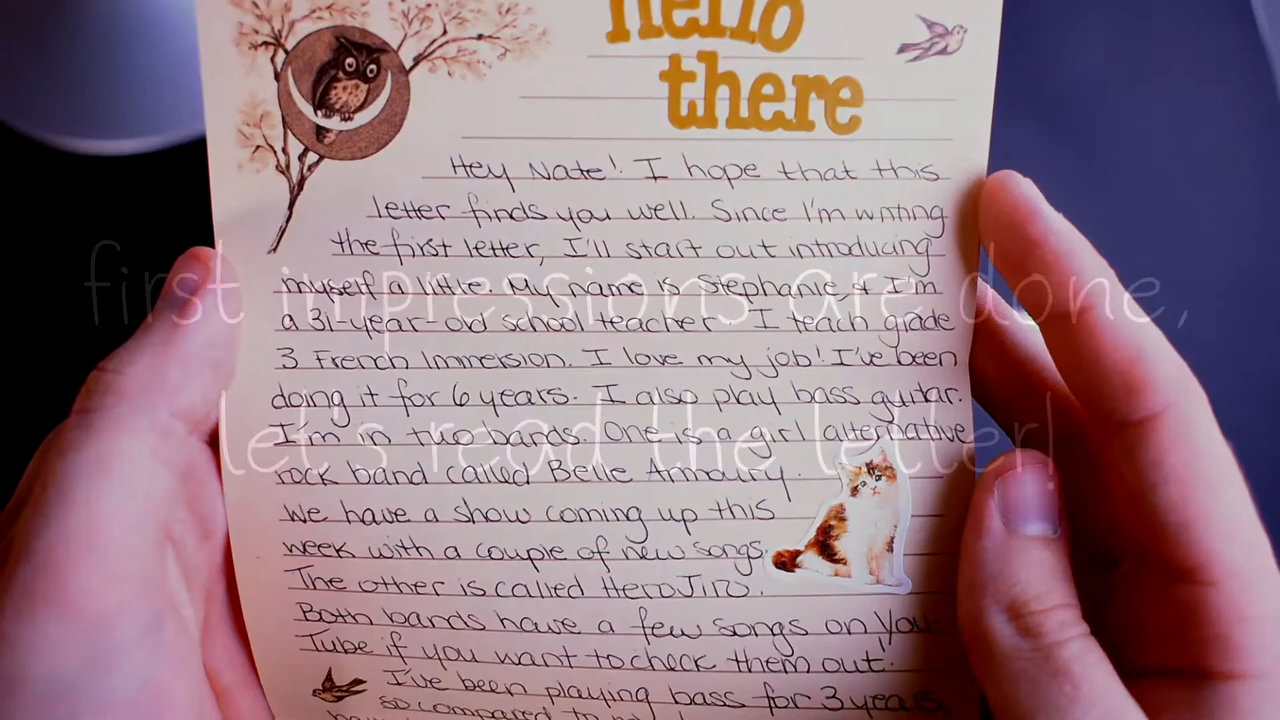 hello
there
Hey Nate! I hope that this
letter finds you well. Since I'm writing
the first letter, I'll start out introducing
myself a little. My name is Stephanie, & I'm
a 31-year-old school teacher. I teach grade
3 French Immersion. I love my job! I've been
doing it for 6 years. I also play bass guitar.
I'm in two bands. One is a girl alternative
rock band called Belle Armoury.
We have a show coming up this
week with a couple of new songs.
The other is called
Both bands have a few songs on You-
Tube if you want to check them out.
I've been playing bass for 3 years
so compared to
first impressions are done,
let's read the letter!